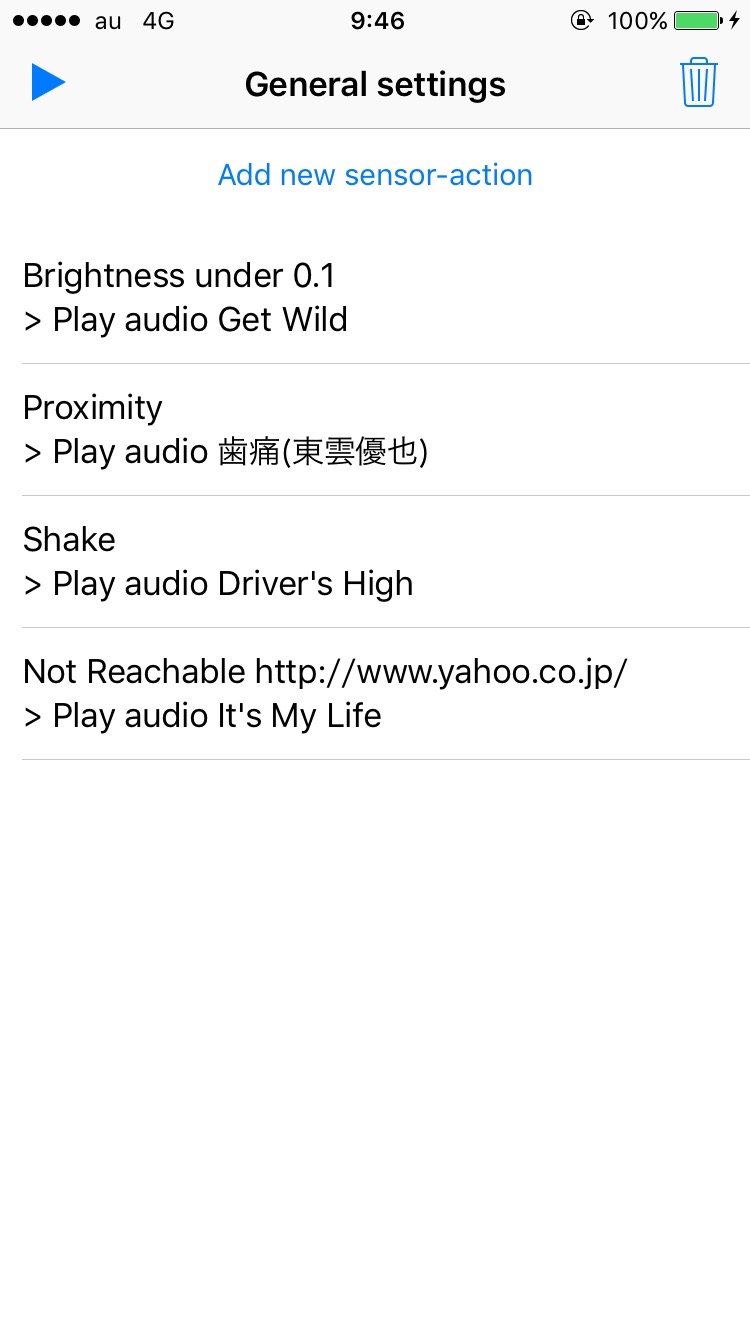 au 4G 9:46 100%
General settings
Add new sensor-action
Brightness under 0.1
> Play audio Get Wild
Proximity
> Play audio 歯痛(東雲優也)
Shake
> Play audio Driver's High
Not Reachable http://www.yahoo.co.jp/
> Play audio It's My Life